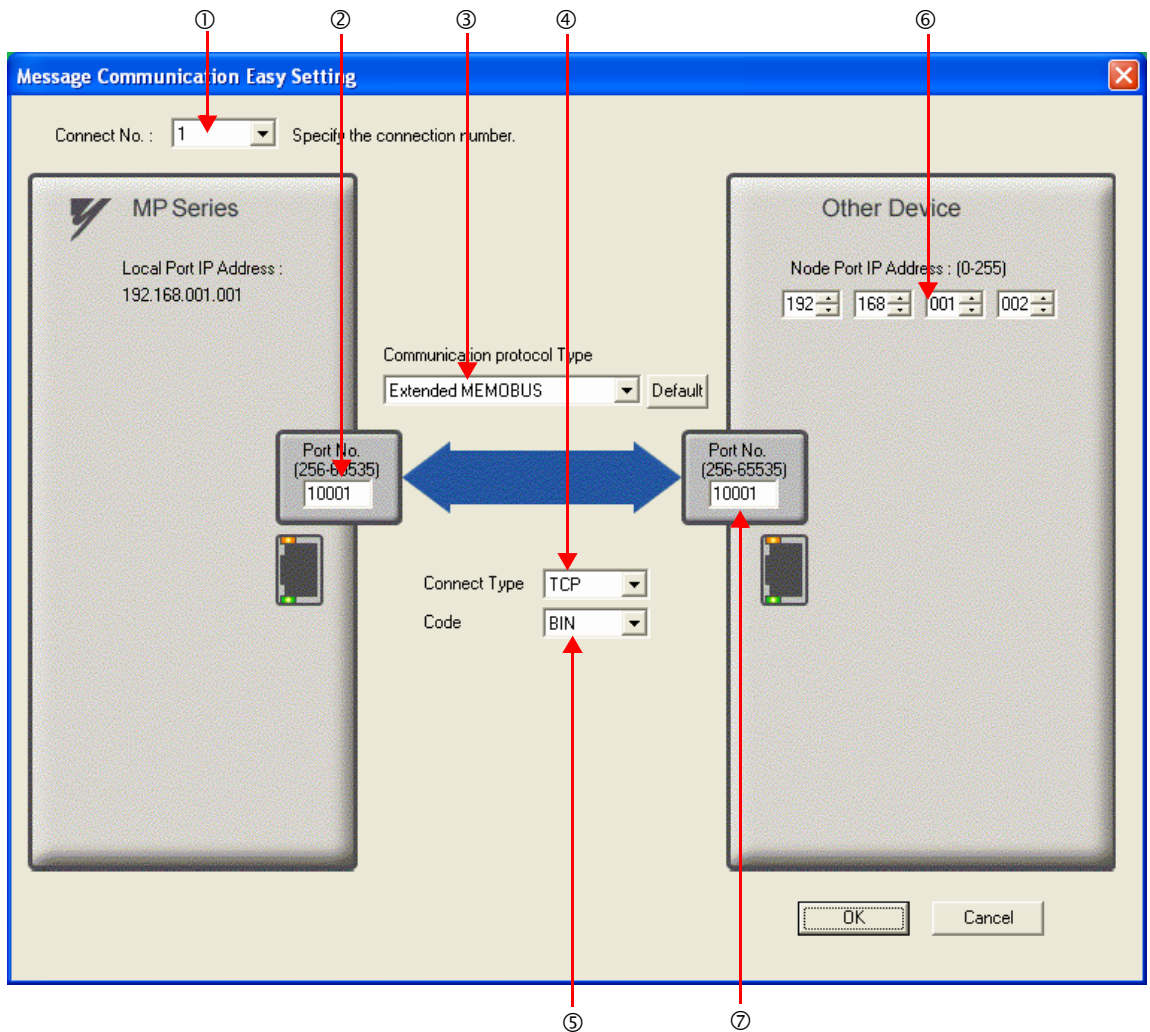 ① ② ③ ④ ⑥
Message Communication Easy Setting
Connect No. : 1 Specify the connection number.
MP Series
Local Port IP Address :
192.168.001.001
Other Device
Node Port IP Address : (0-255)
192 168 001 002
Communication protocol Type
Extended MEMOBUS Default
Port No.
(256-65535)
10001
Port No.
(256-65535)
10001
Connect Type TCP
Code BIN
OK Cancel
⑤ ⑦